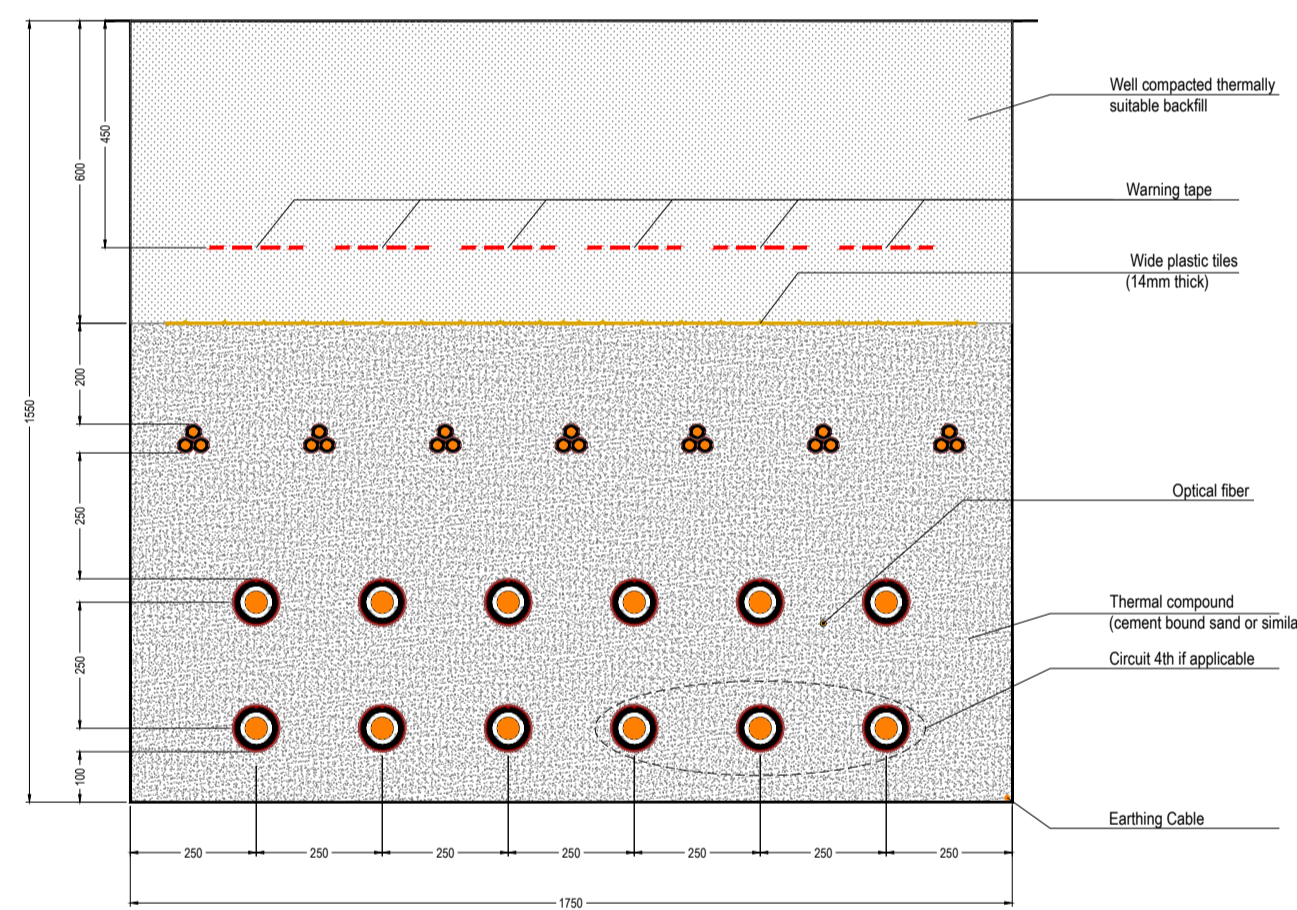 Well compacted thermally
suitable backfill
450
600
Warning tape
Wide plastic tiles
(14mm thick)
200
1550
Optical fiber
250
Thermal compound
(cement bound sand or simila
Circuit 4th if applicable
250
100
Earthing Cable
250 250 250 250 250 250 250
1750